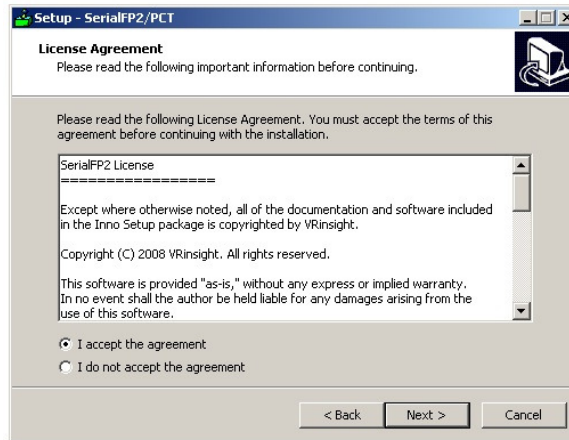 Setup - SerialFP2/PCT
License Agreement
Please read the following important information before continuing.
Please read the following License Agreement. You must accept the terms of this
agreement before continuing with the installation.
SerialFP2 License
=================
Except where otherwise noted, all of the documentation and software included
in the Inno Setup package is copyrighted by VRinsight.
Copyright (C) 2008 VRinsight. All rights reserved.
This software is provided "as-is," without any express or implied warranty.
In no event shall the author be held liable for any damages arising from the
use of this software.
I accept the agreement
I do not accept the agreement
< Back Next > Cancel